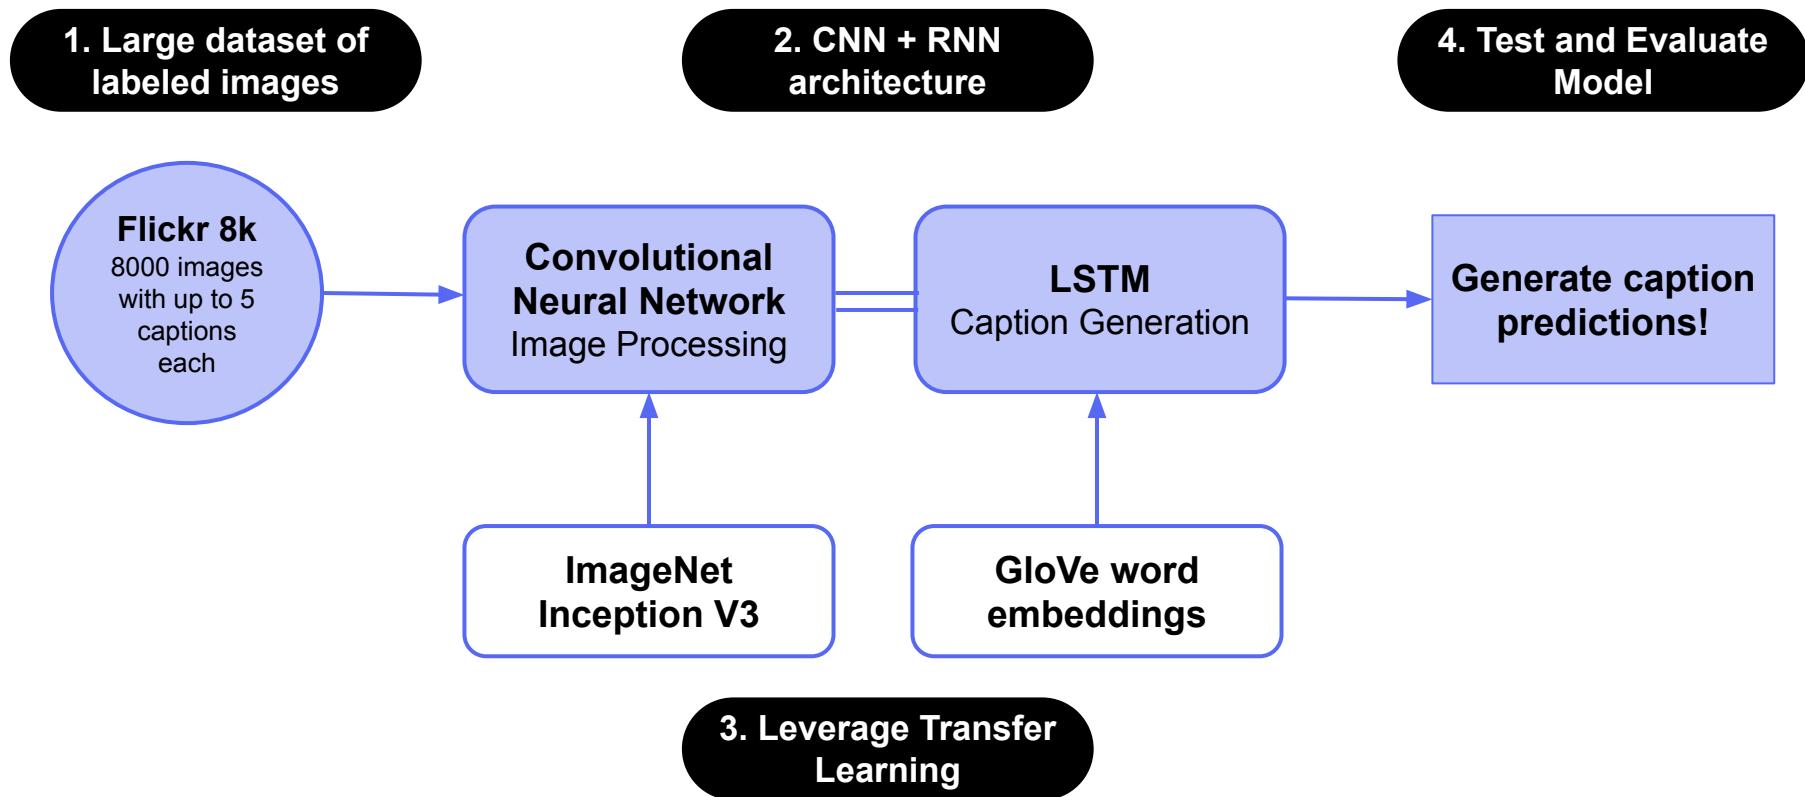 1. Large dataset of
labeled images
2. CNN + RNN
architecture
4. Test and Evaluate
Model
Flickr 8k
8000 images
with up to 5
captions
each
Convolutional
Neural Network
Image Processing
LSTM
Caption Generation
Generate caption
predictions!
ImageNet
Inception V3
GloVe word
embeddings
3. Leverage Transfer
Learning